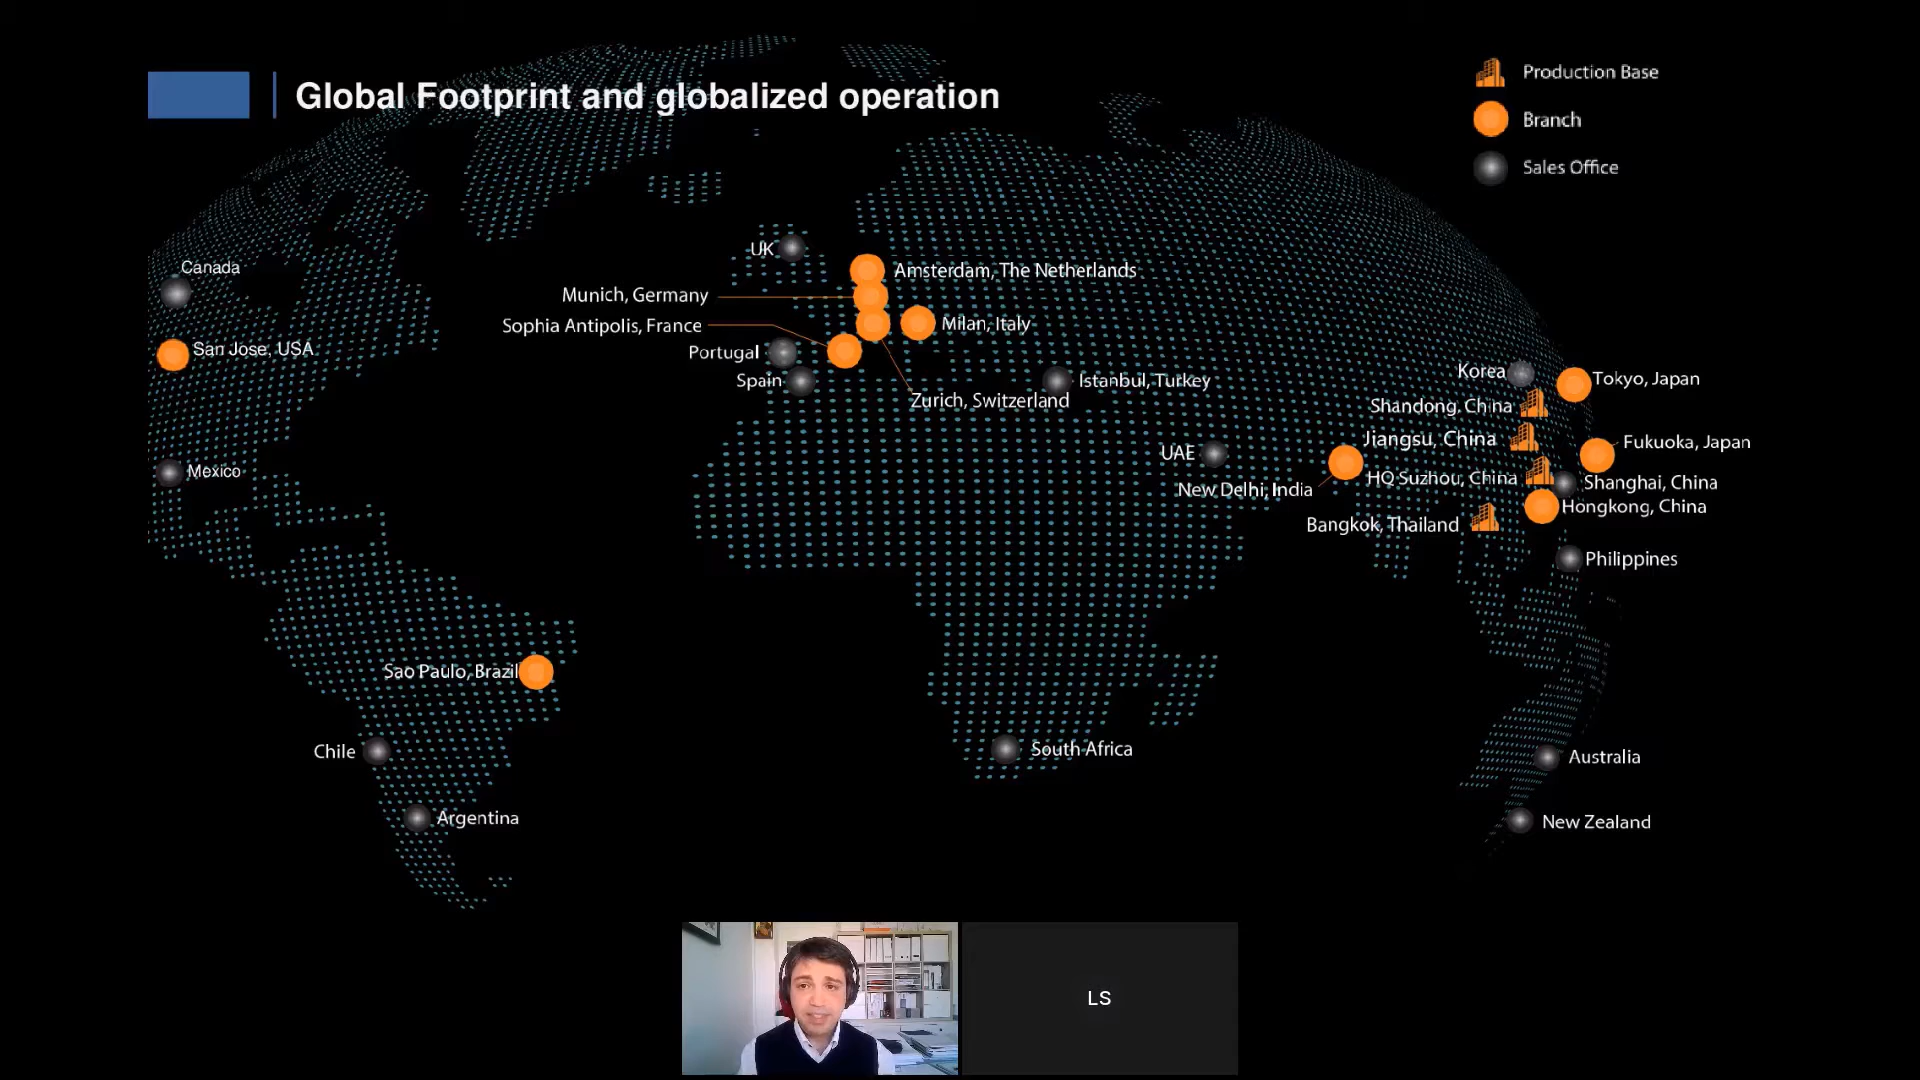 Global Footprint and globalized operation
Production Base
Branch
Sales Office
UK
Canada
Amsterdam, The Netherlands
Munich, Germany
Sophia Antipolis, France
Milan, Italy
San Jose, USA
Portugal
Spain
Istanbul, Turkey
Zurich, Switzerland
Korea
Tokyo, Japan
Shandong, China
Jiangsu, China
Fukuoka, Japan
UAE
Mexico
HQ Suzhou, China
Shanghai, China
New Delhi, India
Hongkong, China
Bangkok, Thailand
Philippines
Sao Paulo, Brazil
Chile
South Africa
Australia
Argentina
New Zealand
LS